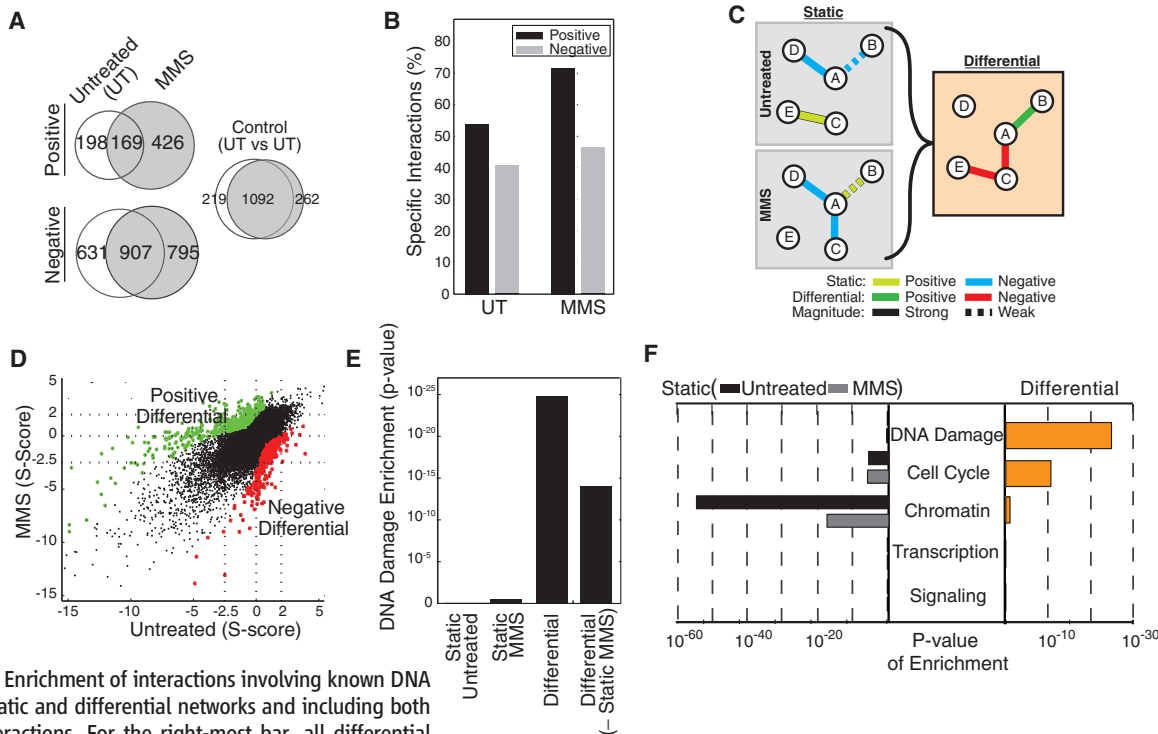 A
Untreated
(UT)
MMS
Positive
198 169 426
Control
(UT vs UT)
219 1092 262
Negative
631 907 795
B
Specific Interactions (%)
80
70
60
50
40
30
20
10
0
Positive
Negative
UT MMS
C
Static
Untreated
D
B
A
E
C
MMS
D
B
A
E
C
Differential
D
B
A
E
C
Static: Positive Negative
Differential: Positive Negative
Magnitude: Strong Weak
D
MMS (S-Score)
5
2
0
-2.5
-5
-10
-15
Positive
Differential
Negative
Differential
-15 -10 -5 -2.5 0 2 5
Untreated (S-score)
E
DNA Damage Enrichment (p-value)
10-25
10-20
10-15
10-10
10-5
0
Static
Untreated
Static
MMS
Differential
Differential
(– Static MMS)
F
Static( Untreated MMS)
Differential
DNA Damage
Cell Cycle
Chromatin
Transcription
Signaling
10-60 10-40 10-20
P-value
of Enrichment
10-10 10-30
Enrichment of interactions involving known DNA
atic and differential networks and including both
eractions. For the right-most bar, all differential